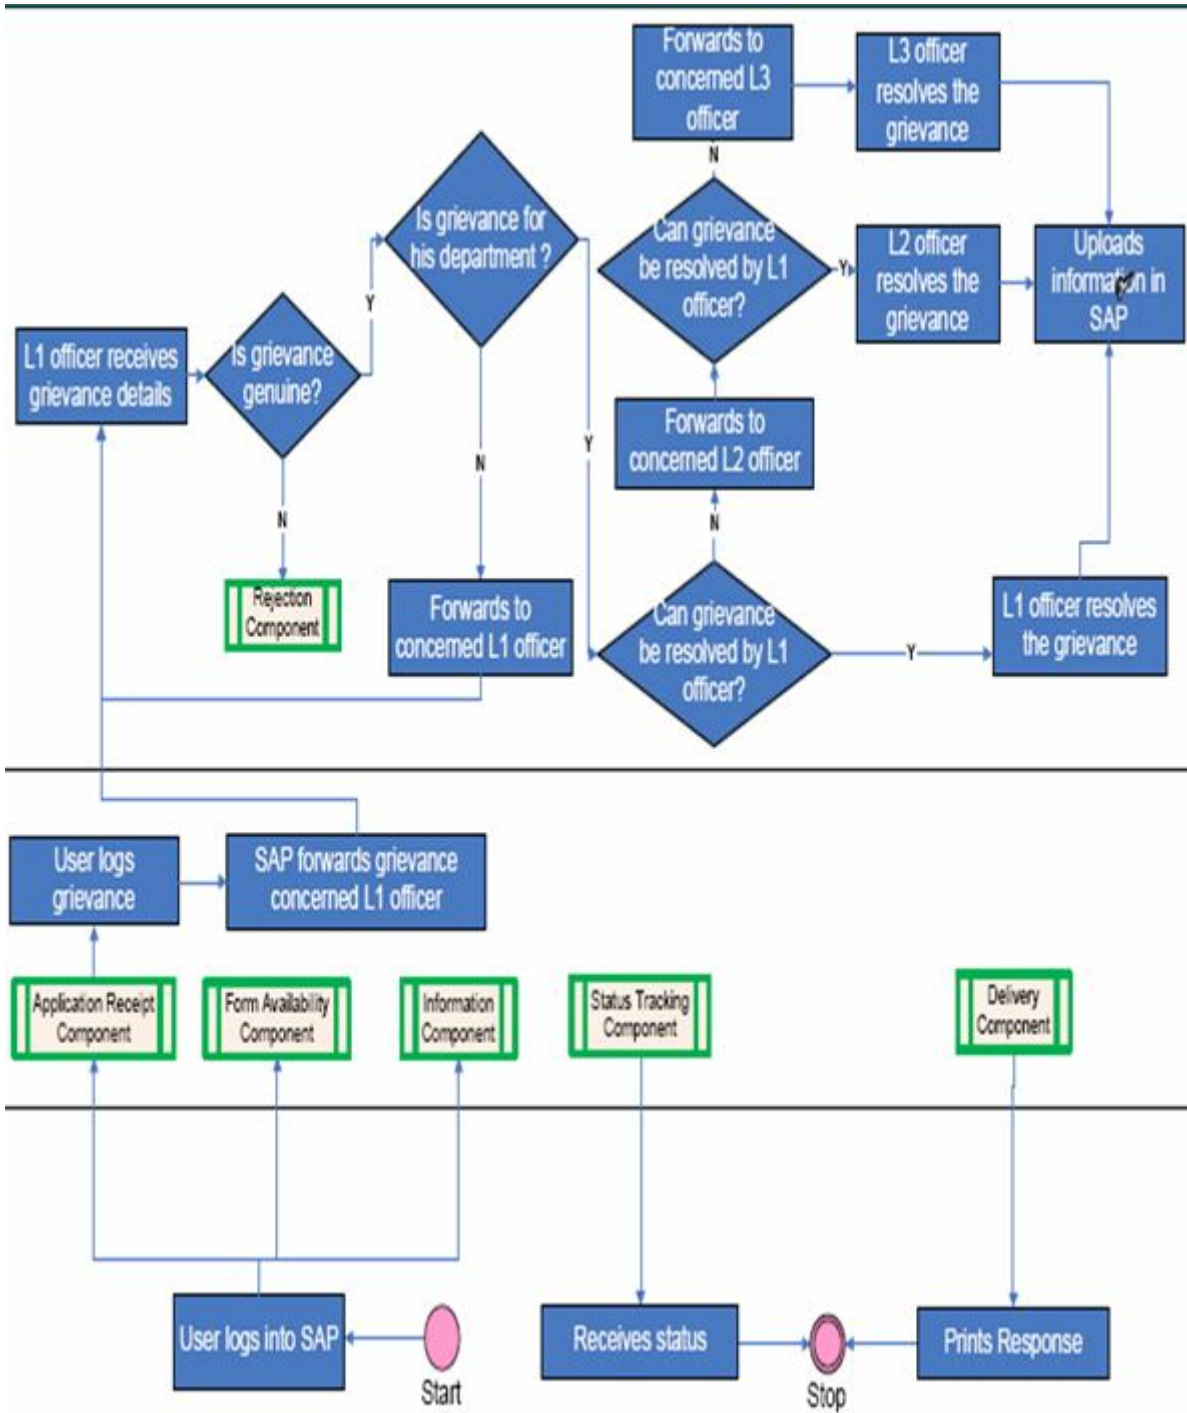 Forwards to
concerned L3
officer
L3 officer
resolves the
grievance
N
Is grievance for
his department ?
Can grievance
be resolved by L1
officer?
Y
L2 officer
resolves the
grievance
Uploads
information in
SAP
Y
L1 officer receives
grievance details
Is grievance
genuine?
Forwards to
concerned L2 officer
Y
N
N
N
Rejection
Component
Forwards to
concerned L1 officer
Can grievance
be resolved by L1
officer?
Y
L1 officer resolves
the grievance
User logs
grievance
SAP forwards grievance
concerned L1 officer
Application Receipt
Component
Form Availability
Component
Information
Component
Status Tracking
Component
Delivery
Component
User logs into SAP
Start
Receives status
Stop
Prints Response